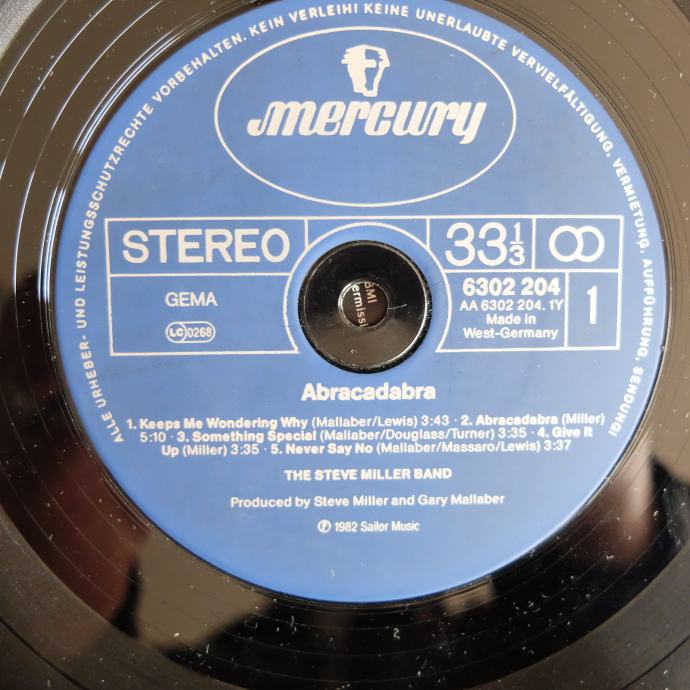 ALLE URHEBER- UND LEISTUNGSSCHUTZRECHTE VORBEHALTEN. KEIN VERLEIH! KEINE UNERLAUBTE VERVIELFÄLTIGUNG, VERMIETUNG, AUFFÜHRUNG, SENDUNG!
mercury
STEREO
33 1/3
GEMA
LC 0268
6302 204
AA 6302 204. 1Y
Made in
West-Germany
1
BMI
ermiss
Abracadabra
1. Keeps Me Wondering Why (Mallaber/Lewis) 3:43 · 2. Abracadabra (Miller)
5:10 · 3. Something Special (Mallaber/Douglass/Turner) 3:35 · 4. Give It
Up (Miller) 3:35 · 5. Never Say No (Mallaber/Massaro/Lewis) 3:37
THE STEVE MILLER BAND
Produced by Steve Miller and Gary Mallaber
℗ 1982 Sailor Music